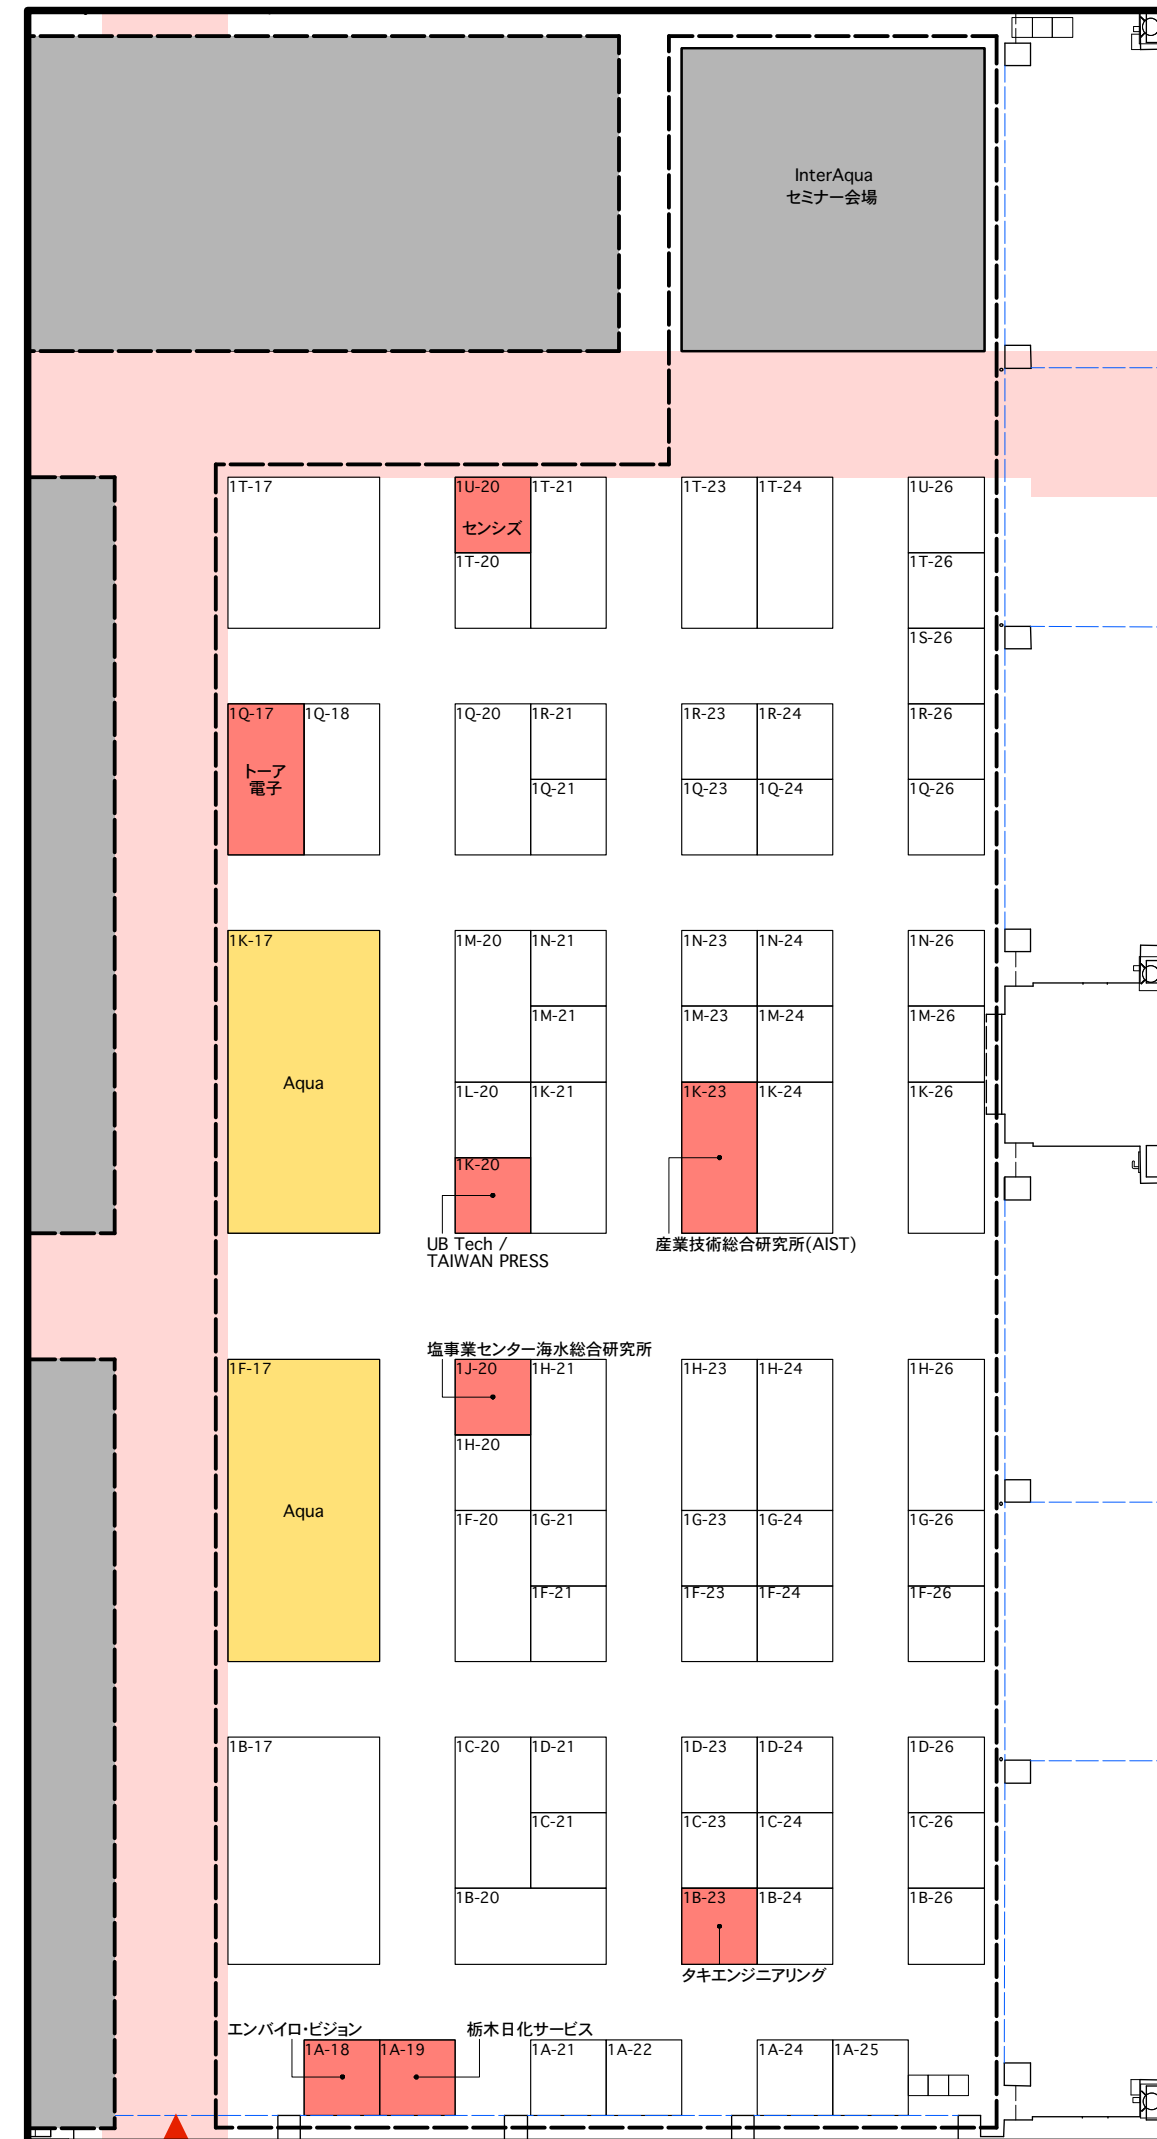 InterAqua
セミナー会場
1T-17
1U-20
センシズ
1T-20
1T-21
1T-23
1T-24
1U-26
1T-26
1S-26
1Q-17
トーア
電子
1Q-18
1Q-20
1R-21
1Q-21
1R-23
1R-24
1Q-23
1Q-24
1R-26
1Q-26
1K-17
Aqua
1M-20
1N-21
1M-21
1L-20
1K-21
1K-20
UB Tech /
TAIWAN PRESS
1N-23
1N-24
1M-23
1M-24
1K-23
1K-24
産業技術総合研究所(AIST)
1N-26
1M-26
1K-26
塩事業センター海水総合研究所
1F-17
Aqua
1J-20
1H-21
1H-20
1F-20
1G-21
1F-21
1H-23
1H-24
1G-23
1G-24
1F-23
1F-24
1H-26
1G-26
1F-26
1B-17
1C-20
1D-21
1C-21
1B-20
1D-23
1D-24
1C-23
1C-24
1B-23
1B-24
タキエンジニアリング
1D-26
1C-26
1B-26
エンバイロ・ビジョン
栃木日化サービス
1A-18
1A-19
1A-21
1A-22
1A-24
1A-25